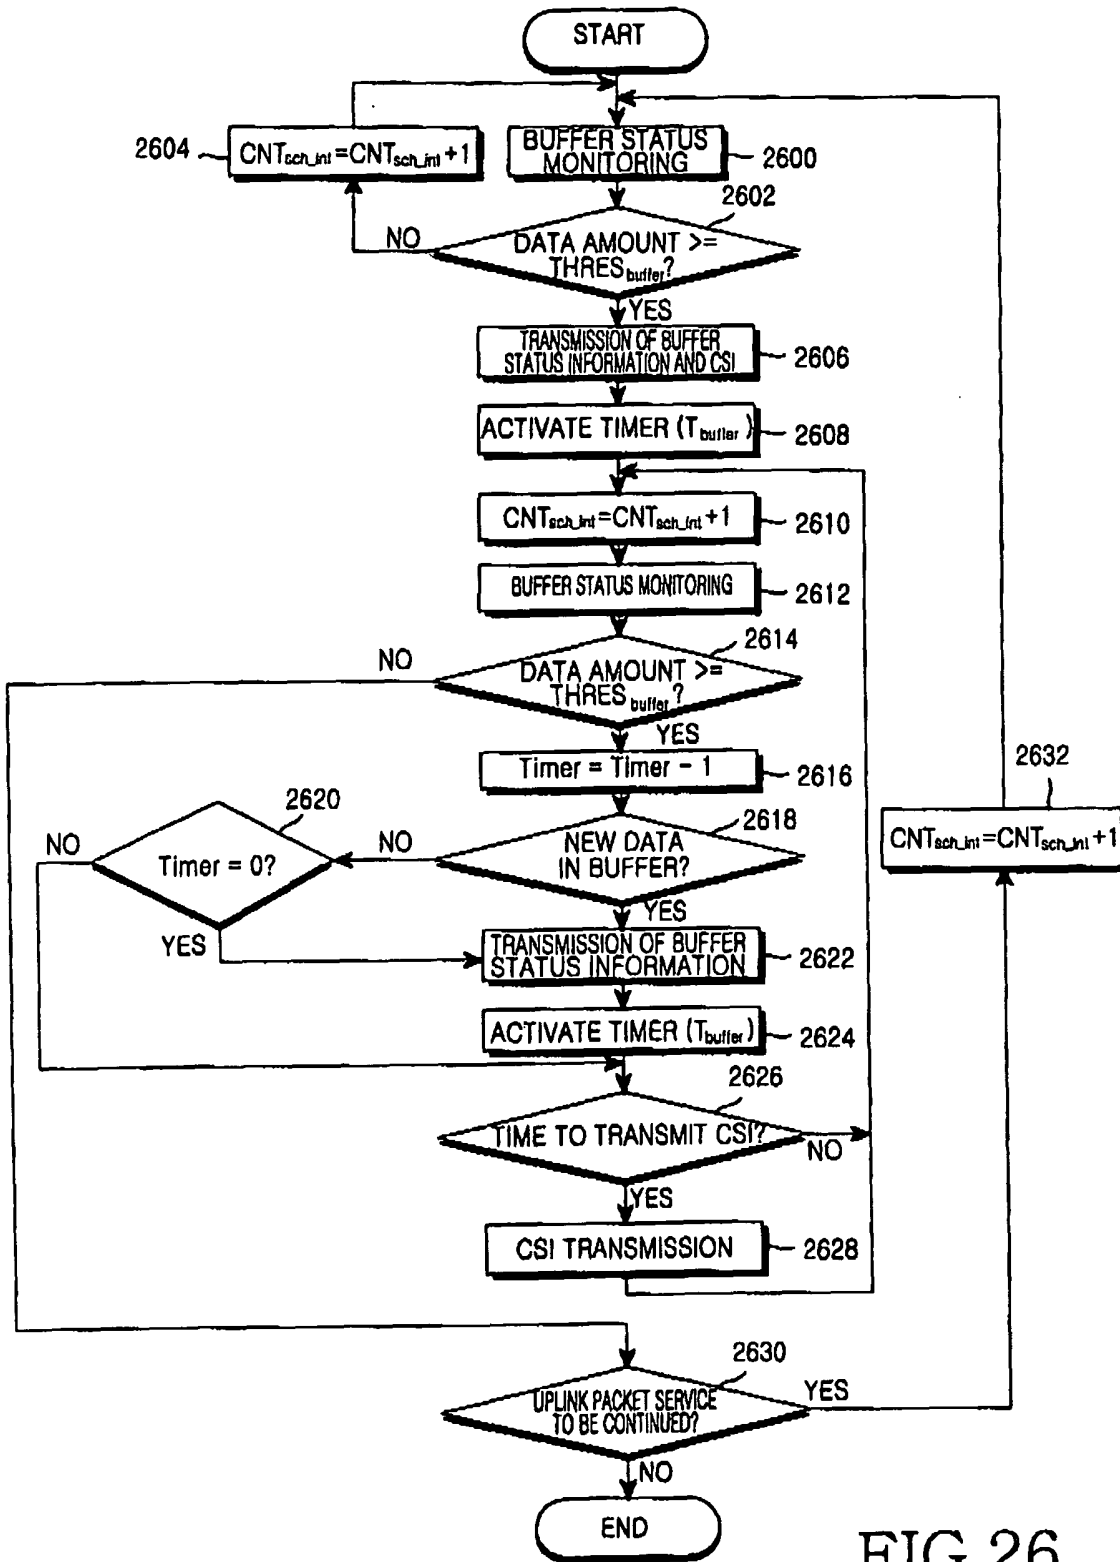 START
2604
CNTsch_int=CNTsch_int+1
BUFFER STATUS
MONITORING
2600
2602
NO
DATA AMOUNT >=
THRESbuffer?
YES
TRANSMISSION OF BUFFER
STATUS INFORMATION AND CSI
2606
ACTIVATE TIMER (Tbuffer)
2608
CNTsch_int=CNTsch_int+1
2610
BUFFER STATUS MONITORING
2612
2614
NO
DATA AMOUNT >=
THRESbuffer?
YES
Timer = Timer - 1
2616
2632
CNTsch_int=CNTsch_int+1
2620
2618
NO
Timer = 0?
NO
NEW DATA
IN BUFFER?
YES
YES
TRANSMISSION OF BUFFER
STATUS INFORMATION
2622
ACTIVATE TIMER (Tbuffer)
2624
2626
TIME TO TRANSMIT CSI?
NO
YES
CSI TRANSMISSION
2628
2630
UPLINK PACKET SERVICE
TO BE CONTINUED?
YES
NO
END
FIG.26